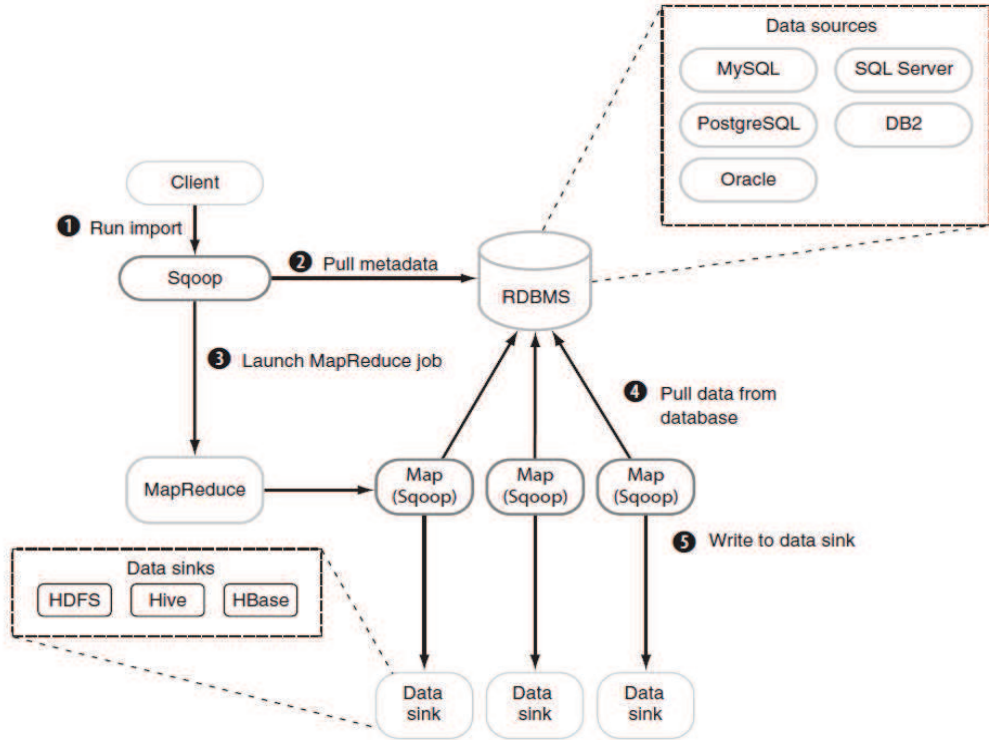 Data sources
MySQL
SQL Server
PostgreSQL
DB2
Oracle
Client
1 Run import
Sqoop
2 Pull metadata
RDBMS
3 Launch MapReduce job
4 Pull data from
database
MapReduce
Map
(Sqoop)
Map
(Sqoop)
Map
(Sqoop)
5 Write to data sink
Data sinks
HDFS
Hive
HBase
Data
sink
Data
sink
Data
sink